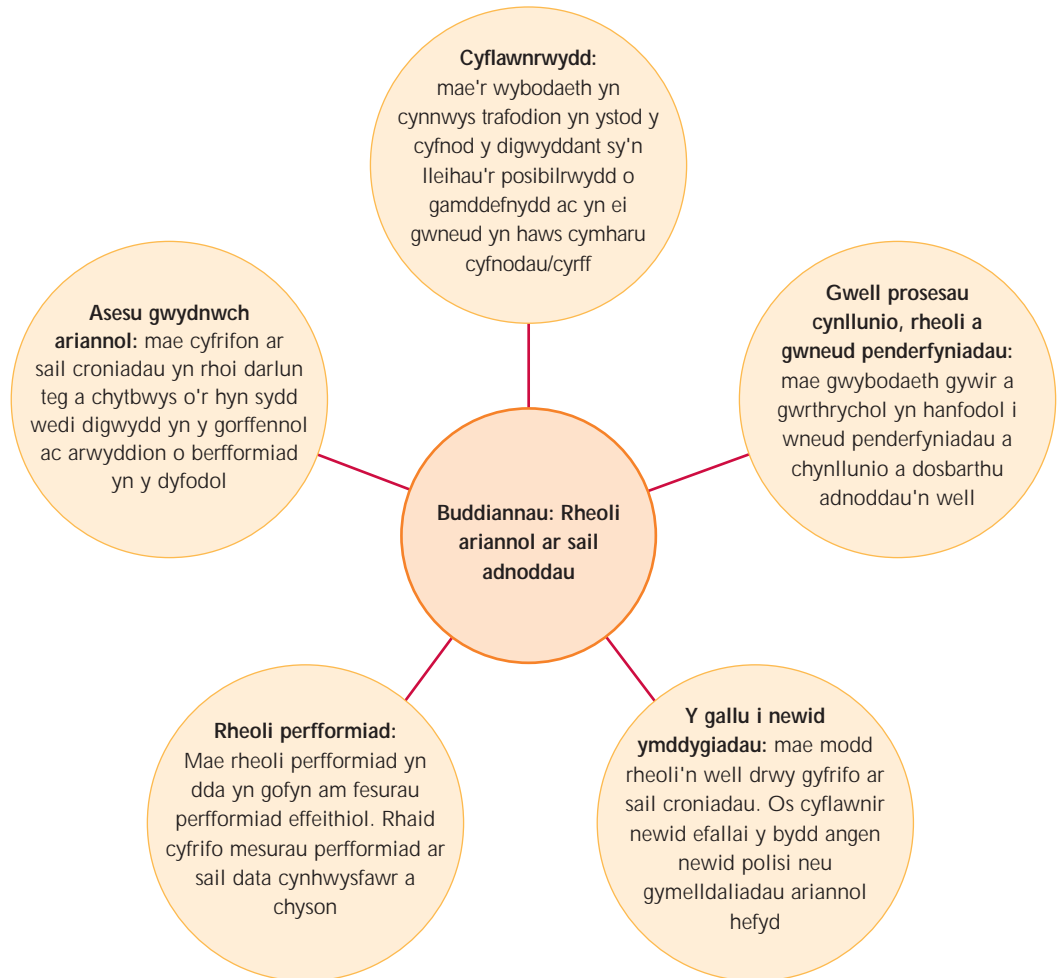 Cyflawnrwydd:
mae'r wybodaeth yn
cynnwys trafodion yn ystod y
cyfnod y digwyddant sy'n
lleihau'r posibilrwydd o
gamddefnydd ac yn ei
gwneud yn haws cymharu
cyfnodau/cyrff
Asesu gwydnwch
ariannol: mae cyfrifon ar
sail croniadau yn rhoi darlun
teg a chytbwys o'r hyn sydd
wedi digwydd yn y gorffennol
ac arwyddion o berfformiad
yn y dyfodol
Gwell prosesau
cynllunio, rheoli a
gwneud penderfyniadau:
mae gwybodaeth gywir a
gwrthrychol yn hanfodol i
wneud penderfyniadau a
chynllunio a dosbarthu
adnoddau'n well
Buddiannau: Rheoli
ariannol ar sail
adnoddau
Rheoli perfformiad:
Mae rheoli perfformiad yn
dda yn gofyn am fesurau
perfformiad effeithiol. Rhaid
cyfrifo mesurau perfformiad ar
sail data cynhwysfawr a
chyson
Y gallu i newid
ymddygiadau: mae modd
rheoli'n well drwy gyfrifo ar
sail croniadau. Os cyflawnir
newid efallai y bydd angen
newid polisi neu
gymelldaliadau ariannol
hefyd